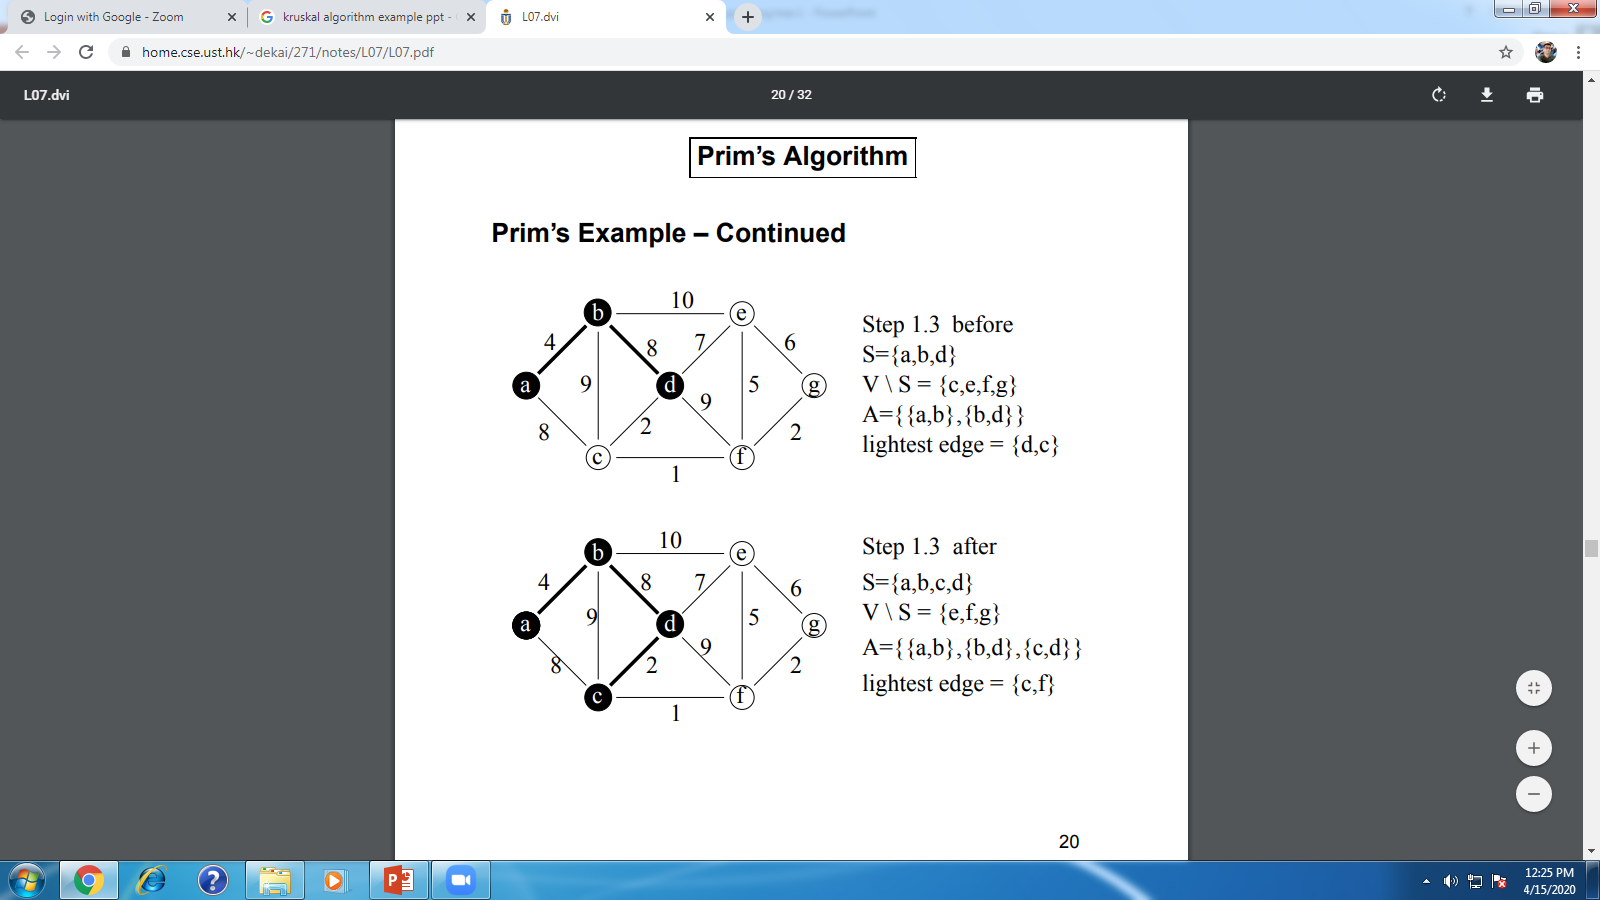 Login with Google - Zoom
kruskal algorithm example ppt -
L07.dvi
home.cse.ust.hk/~dekai/271/notes/L07/L07.pdf
L07.dvi
20 / 32
Prim's Algorithm
Prim's Example – Continued
b 10 e
4 8 7 6
a 9 d 5 g
8 2 9 2
c 1 f
Step 1.3 before
S={a,b,d}
V \ S = {c,e,f,g}
A={{a,b},{b,d}}
lightest edge = {d,c}
b 10 e
4 8 7 6
a 9 d 5 g
8 2 9 2
c 1 f
Step 1.3 after
S={a,b,c,d}
V \ S = {e,f,g}
A={{a,b},{b,d},{c,d}}
lightest edge = {c,f}
20
12:25 PM
4/15/2020